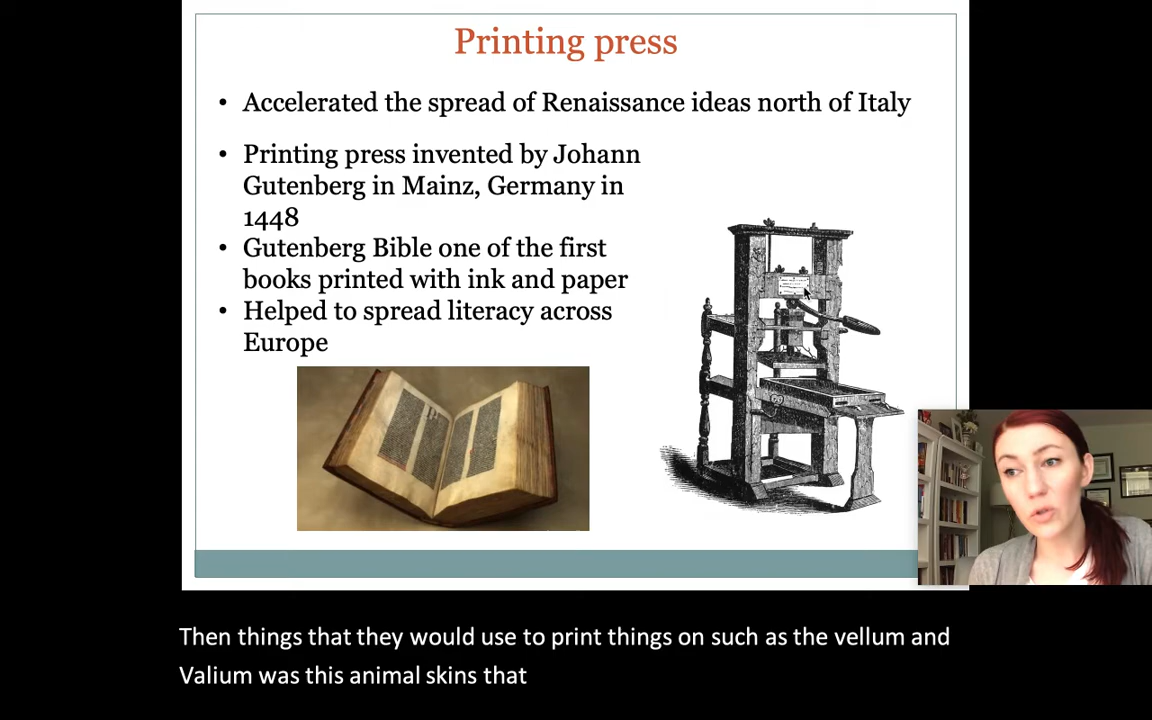 Printing press
• Accelerated the spread of Renaissance ideas north of Italy
• Printing press invented by Johann
Gutenberg in Mainz, Germany in
1448
• Gutenberg Bible one of the first
books printed with ink and paper
• Helped to spread literacy across
Europe
Then things that they would use to print things on such as the vellum and
Valium was this animal skins that